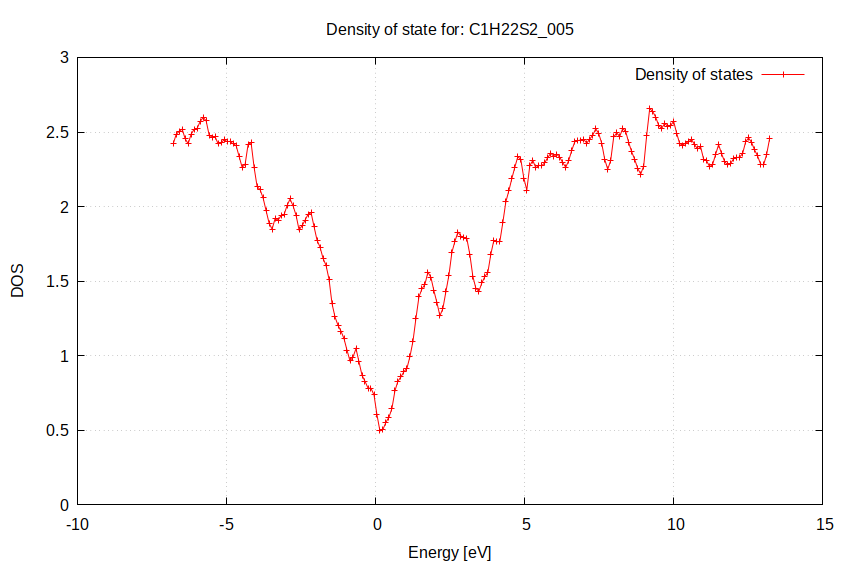 Density of state for: C1H22S2_005
Density of states
3
2.5
2
1.5
1
0.5
0
DOS
-10 -5 0 5 10 15
Energy [eV]